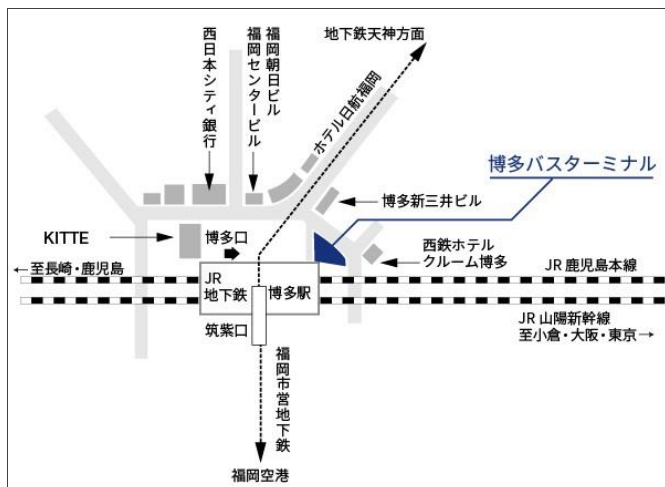 地下鉄天神方面
西日本シティ銀行
福岡センタービル
福岡朝日ビル
ホテル日航福岡
博多バスターミナル
博多新三井ビル
KITTE
博多口
西鉄ホテル
クルーム博多
←至長崎・鹿児島
JR
地下鉄
博多駅
JR 鹿児島本線
筑紫口
JR 山陽新幹線
至小倉・大阪・東京→
福岡市営地下鉄
福岡空港